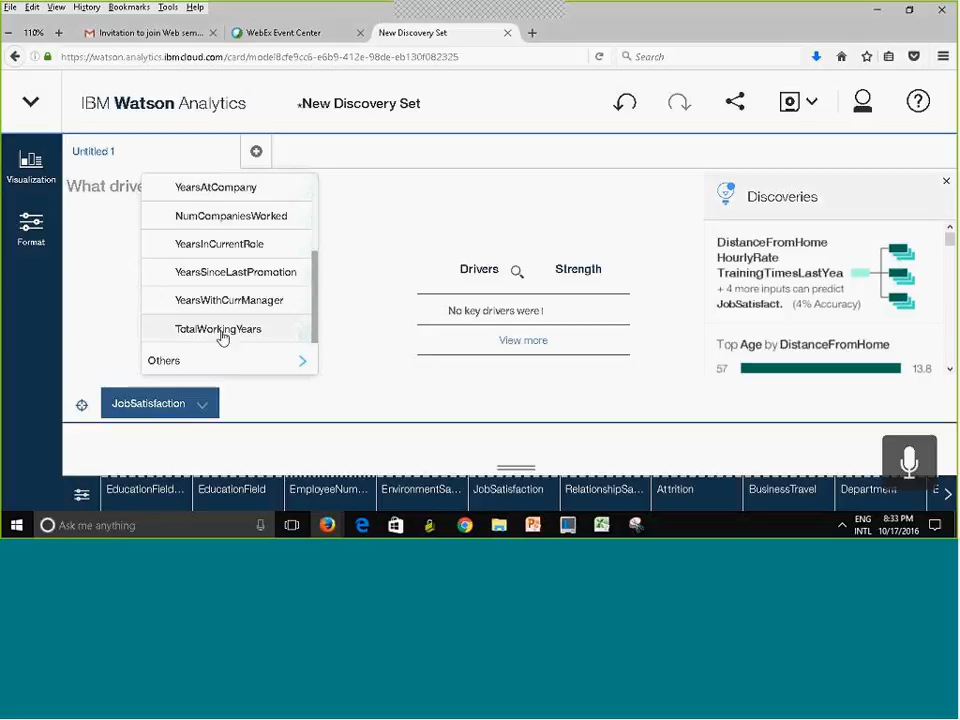 File Edit View History Bookmarks Tools Help
110% Invitation to join Web sem... WebEx Event Center New Discovery Set
https://watson.analytics.ibmcloud.com/card/model8cfe9cc6-e6b9-412e-98de-eb130f082325 Search
IBM Watson Analytics *New Discovery Set
Visualization
Format
Untitled 1
What drive
YearsAtCompany
NumCompaniesWorked
YearsInCurrentRole
YearsSinceLastPromotion
YearsWithCurrManager
TotalWorkingYears
Others
Drivers Strength
No key drivers were !
View more
Discoveries
DistanceFromHome
HourlyRate
TrainingTimesLastYea
+ 4 more inputs can predict
JobSatisfact. (4% Accuracy)
Top Age by DistanceFromHome
57 13.8
JobSatisfaction
EducationField... EducationField EmployeeNum... EnvironmentSa... JobSatisfaction RelationshipSa... Attrition BusinessTravel Department E
Ask me anything
ENG 8:33 PM
INTL 10/17/2016